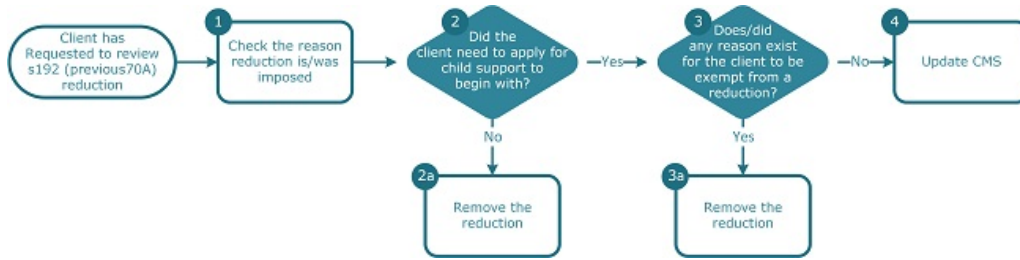 Client has
Requested to review
s192 (previous70A)
reduction
1
Check the reason
reduction is/was
imposed
2
Did the
client need to apply for
child support to
begin with?
Yes
3
Does/did
any reason exist
for the client to be
exempt from a
reduction?
No
4
Update CMS
No
2a
Remove the
reduction
Yes
3a
Remove the
reduction